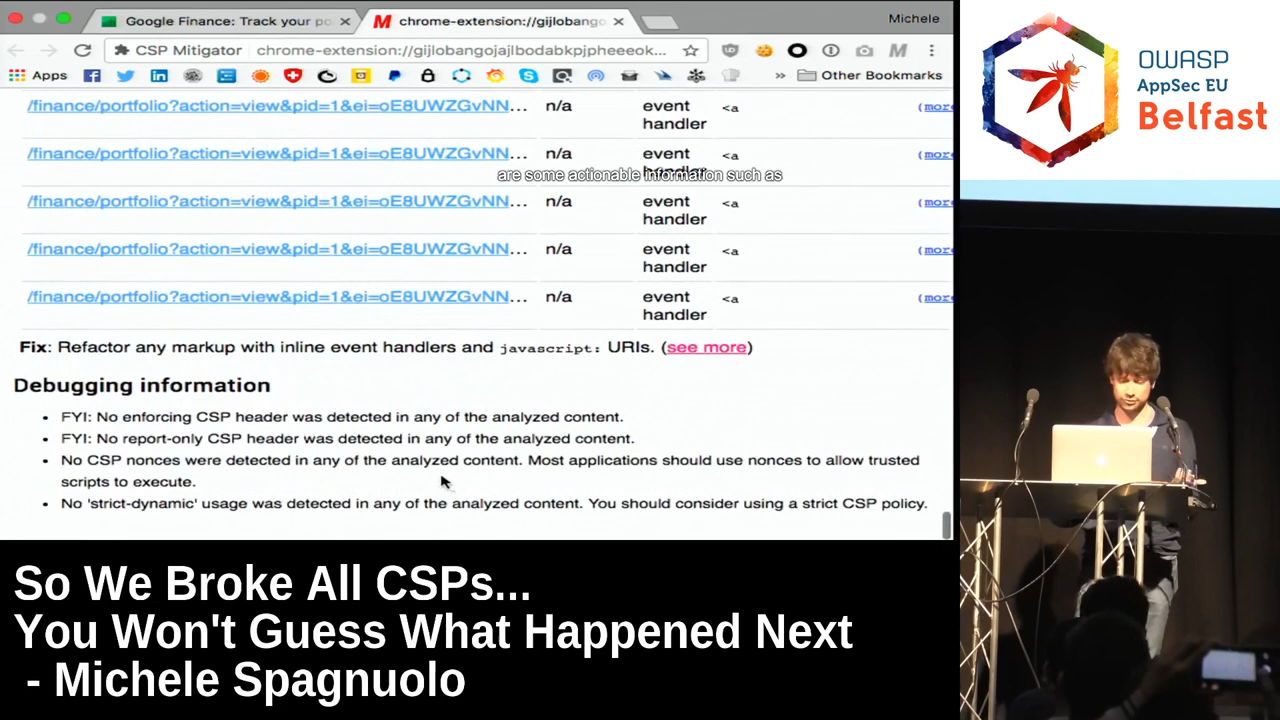 Google Finance: Track your po
chrome-extension://gijlobango
Michele
CSP Mitigator
chrome-extension://gijlobangojajlbodabkpjpheeeok...
Apps
Other Bookmarks
/finance/portfolio?action=view&pid=1&ei=oE8UWZGvNN... n/a event handler <a (more
/finance/portfolio?action=view&pid=1&ei=oE8UWZGvNN... n/a event handler <a (more
are some actionable information such as
/finance/portfolio?action=view&pid=1&ei=oE8UWZGvNN... n/a event handler <a (more
/finance/portfolio?action=view&pid=1&ei=oE8UWZGvNN... n/a event handler <a (more
/finance/portfolio?action=view&pid=1&ei=oE8UWZGvNN... n/a event handler <a (more
Fix: Refactor any markup with inline event handlers and javascript: URIs. (see more)
Debugging information
• FYI: No enforcing CSP header was detected in any of the analyzed content.
• FYI: No report-only CSP header was detected in any of the analyzed content.
• No CSP nonces were detected in any of the analyzed content. Most applications should use nonces to allow trusted
scripts to execute.
• No 'strict-dynamic' usage was detected in any of the analyzed content. You should consider using a strict CSP policy.
OWASP
AppSec EU
Belfast
So We Broke All CSPs...
You Won't Guess What Happened Next
- Michele Spagnuolo